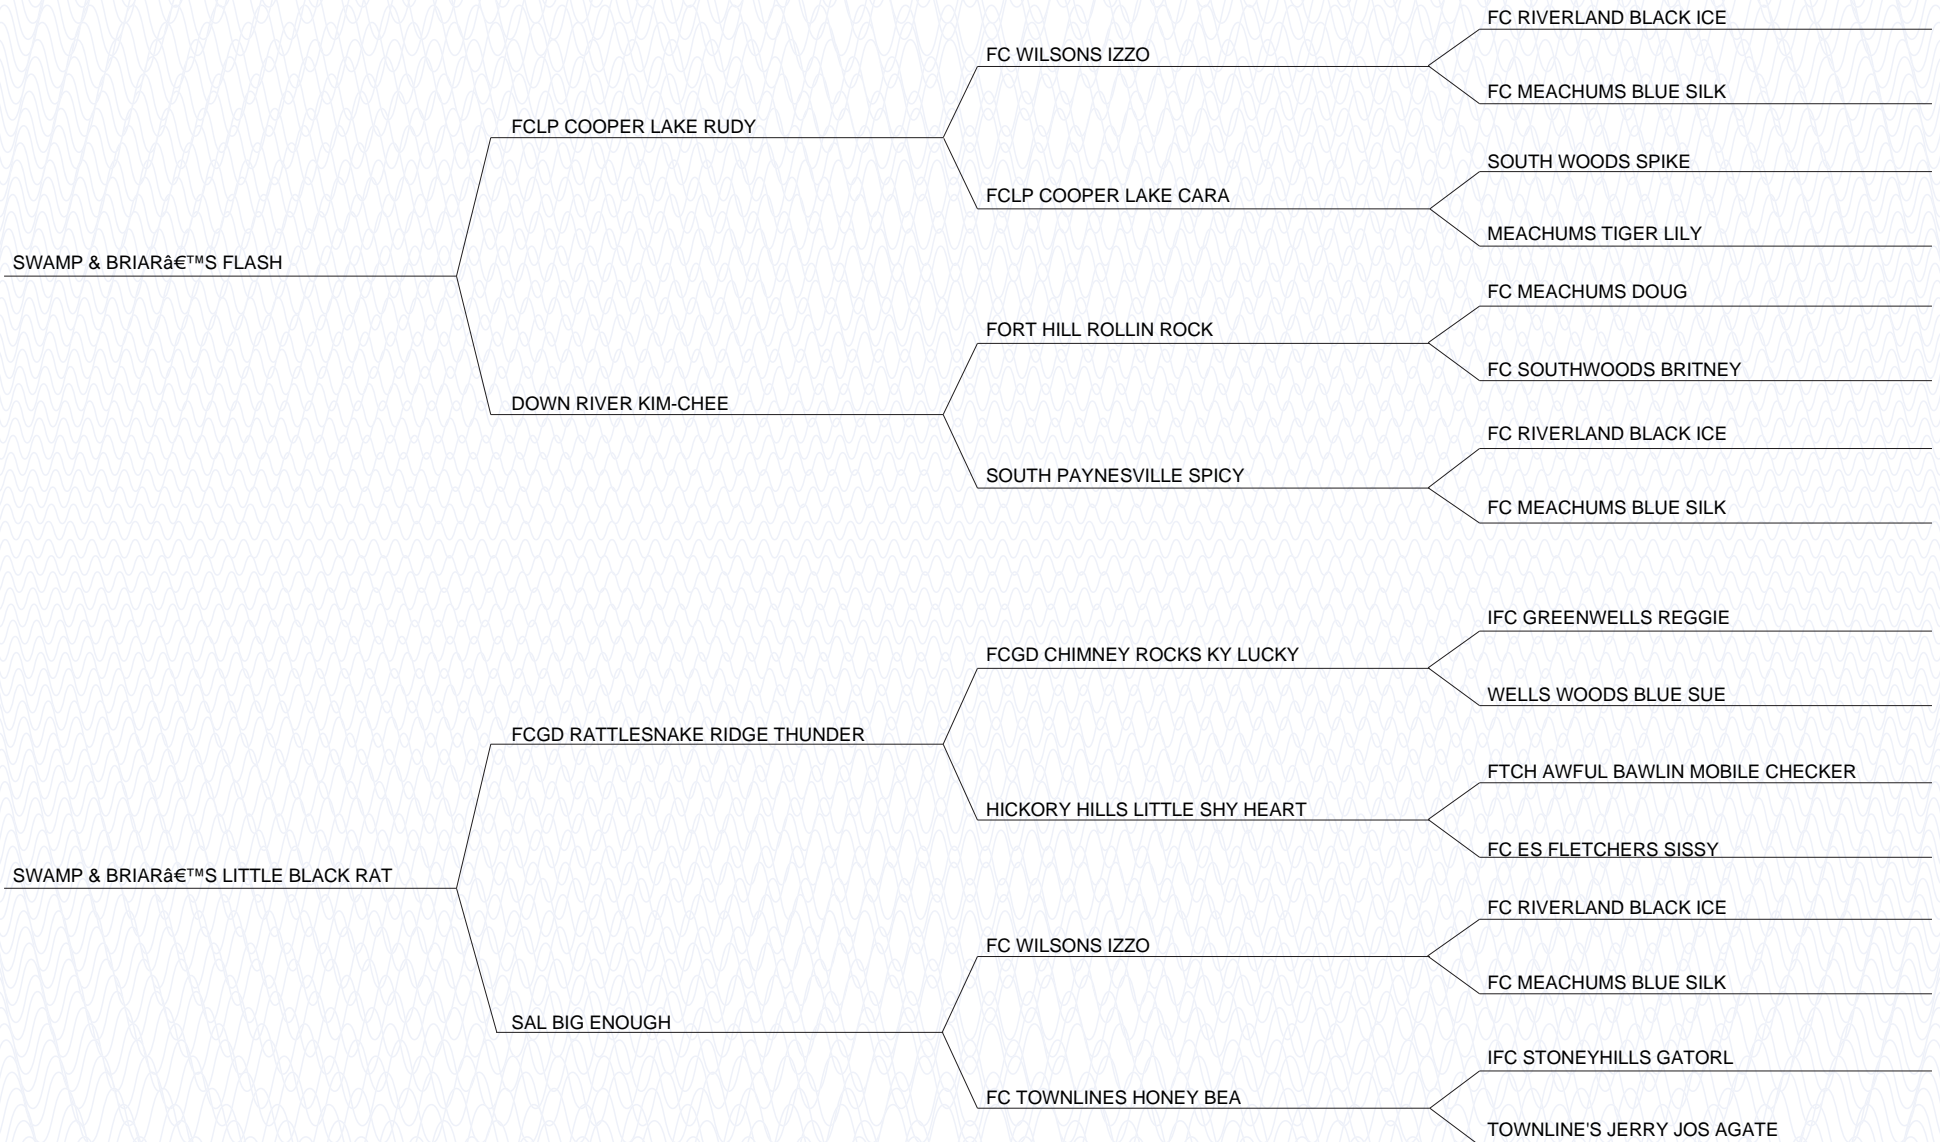 FC RIVERLAND BLACK ICE
FC WILSONS IZZO
FC MEACHUMS BLUE SILK
FCLP COOPER LAKE RUDY
SOUTH WOODS SPIKE
FCLP COOPER LAKE CARA
MEACHUMS TIGER LILY
SWAMP & BRIAR’S FLASH
FC MEACHUMS DOUG
FORT HILL ROLLIN ROCK
FC SOUTHWOODS BRITNEY
DOWN RIVER KIM-CHEE
FC RIVERLAND BLACK ICE
SOUTH PAYNESVILLE SPICY
FC MEACHUMS BLUE SILK
IFC GREENWELLS REGGIE
FCGD CHIMNEY ROCKS KY LUCKY
WELLS WOODS BLUE SUE
FCGD RATTLESNAKE RIDGE THUNDER
FTCH AWFUL BAWLIN MOBILE CHECKER
HICKORY HILLS LITTLE SHY HEART
FC ES FLETCHERS SISSY
SWAMP & BRIAR’S LITTLE BLACK RAT
FC RIVERLAND BLACK ICE
FC WILSONS IZZO
FC MEACHUMS BLUE SILK
SAL BIG ENOUGH
IFC STONEYHILLS GATORL
FC TOWNLINES HONEY BEA
TOWNLINE'S JERRY JOS AGATE